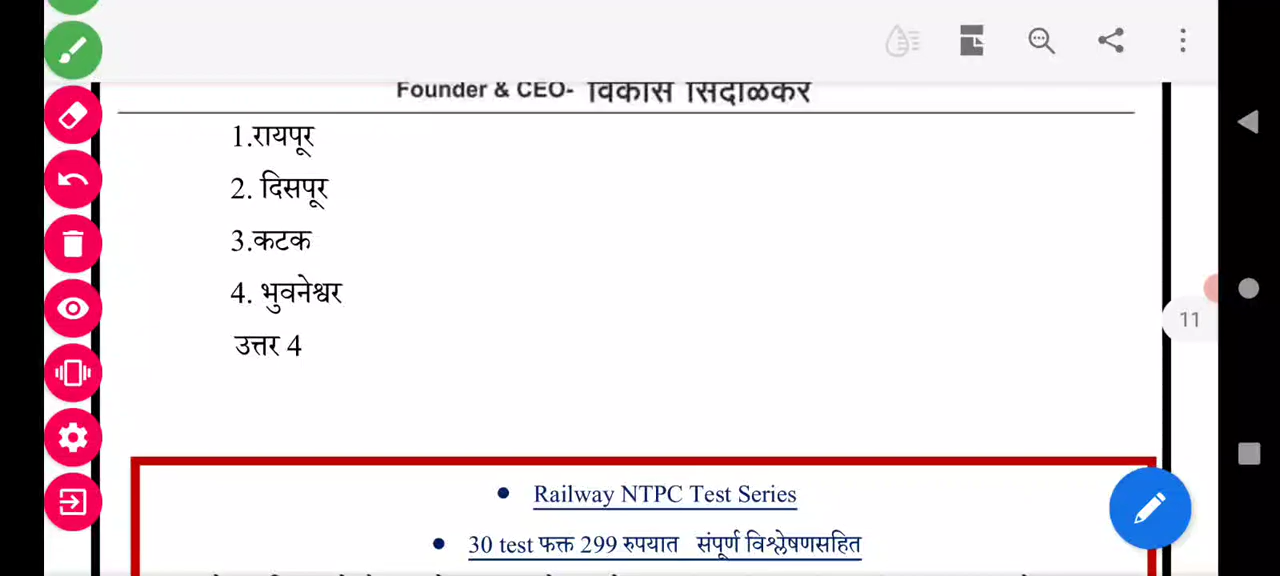 Founder & CEO- विकास सिंदाळकर
1.रायपूर
2. दिसपूर
3.कटक
4. भुवनेश्वर
उत्तर 4
11
• Railway NTPC Test Series
• 30 test फक्त 299 रुपयात संपूर्ण विश्लेषणसहित